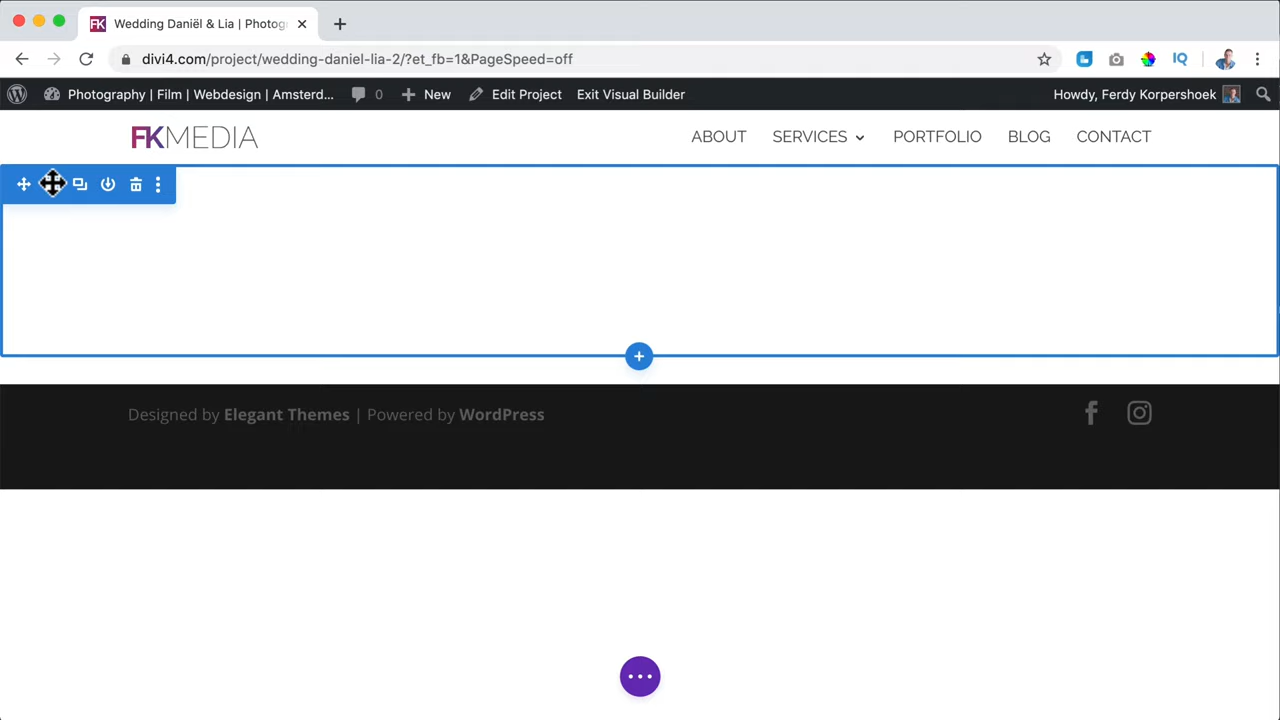 FK Wedding Daniël & Lia | Photog
divi4.com/project/wedding-daniel-lia-2/?et_fb=1&PageSpeed=off
IQ
Photography | Film | Webdesign | Amsterd... 0 New Edit Project Exit Visual Builder Howdy, Ferdy Korpershoek
FKMEDIA ABOUT SERVICES PORTFOLIO BLOG CONTACT
Designed by Elegant Themes | Powered by WordPress